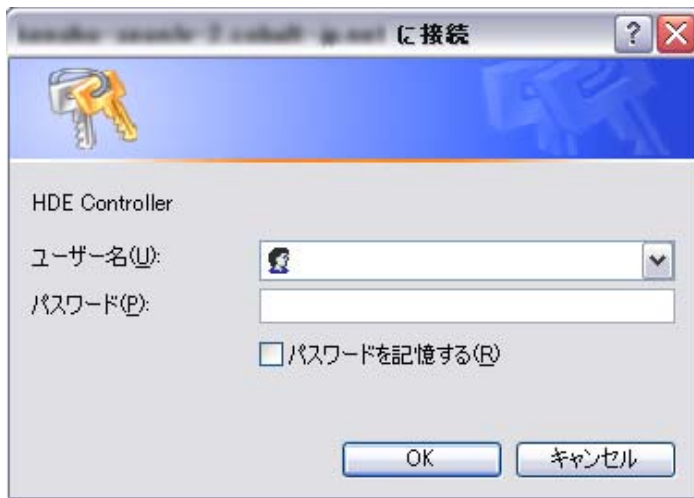 に接続
HDE Controller
ユーザー名(U):
パスワード(P):
パスワードを記憶する(R)
OK キャンセル